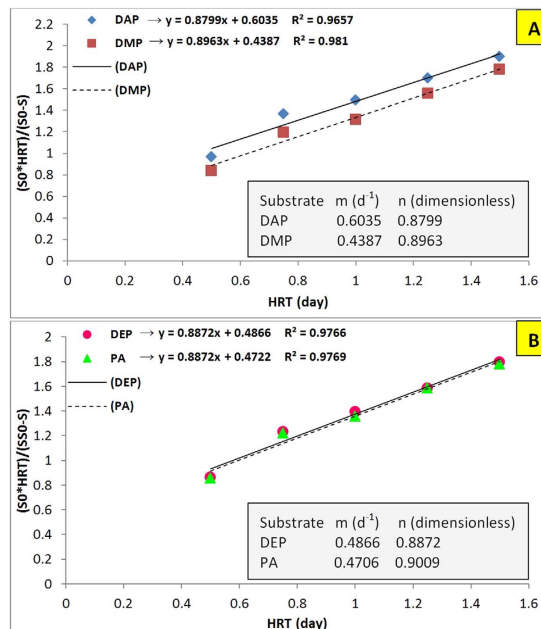 A
DAP → y = 0.8799x + 0.6035 R² = 0.9657
DMP → y = 0.8963x + 0.4387 R² = 0.981
(DAP)
(DMP)
(S0*HRT)/(S0-S)
2
1.8
1.6
1.4
1.2
1
0.8
0.6
0.4
0.2
0
Substrate m (d⁻¹) n (dimensionless)
DAP 0.6035 0.8799
DMP 0.4387 0.8963
0 0.2 0.4 0.6 0.8 1 1.2 1.4 1.6
HRT (day)
B
DEP → y = 0.8872x + 0.4866 R² = 0.9766
PA → y = 0.8872x + 0.4722 R² = 0.9769
(DEP)
(PA)
(S0*HRT)/(SS0-S)
2
1.8
1.6
1.4
1.2
1
0.8
0.6
0.4
0.2
0
Substrate m (d⁻¹) n (dimensionless)
DEP 0.4866 0.8872
PA 0.4706 0.9009
0 0.2 0.4 0.6 0.8 1 1.2 1.4 1.6
HRT (day)